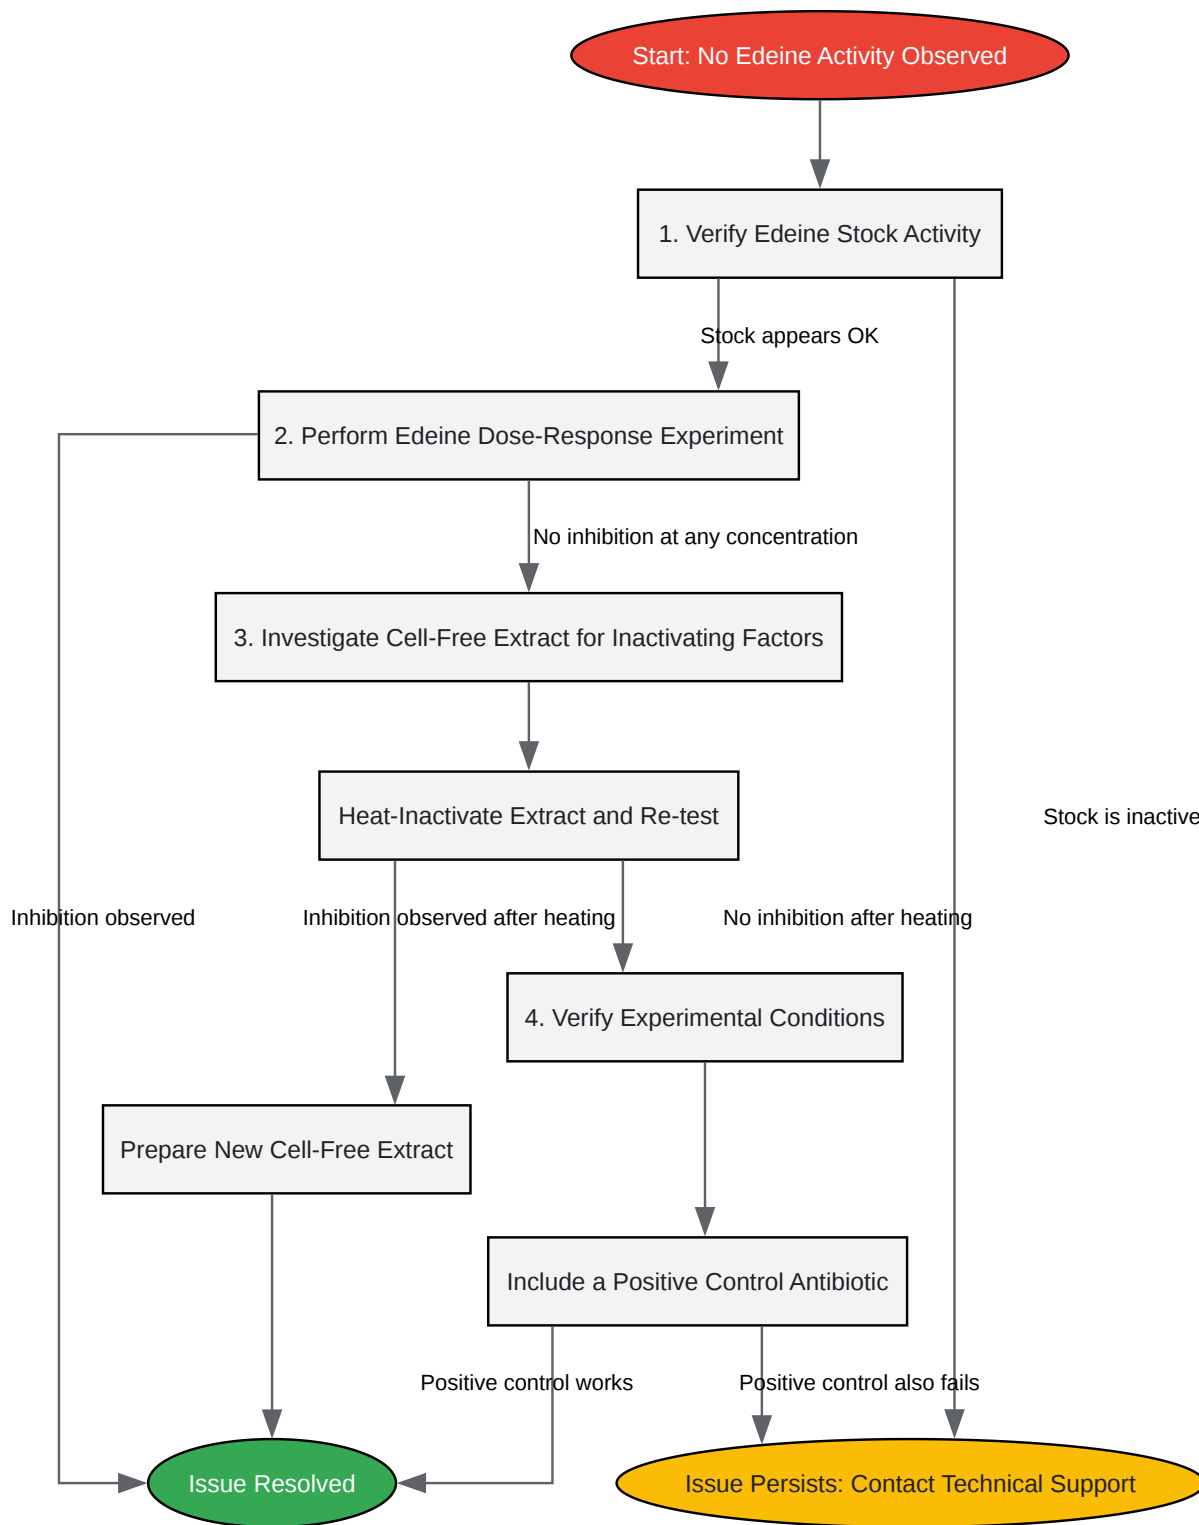 Start: No Edeine Activity Observed
1. Verify Edeine Stock Activity
Stock appears OK
2. Perform Edeine Dose-Response Experiment
No inhibition at any concentration
3. Investigate Cell-Free Extract for Inactivating Factors
Heat-Inactivate Extract and Re-test
Stock is inactive
Inhibition observed
Inhibition observed after heating
No inhibition after heating
4. Verify Experimental Conditions
Prepare New Cell-Free Extract
Include a Positive Control Antibiotic
Positive control works
Positive control also fails
Issue Resolved
Issue Persists: Contact Technical Support